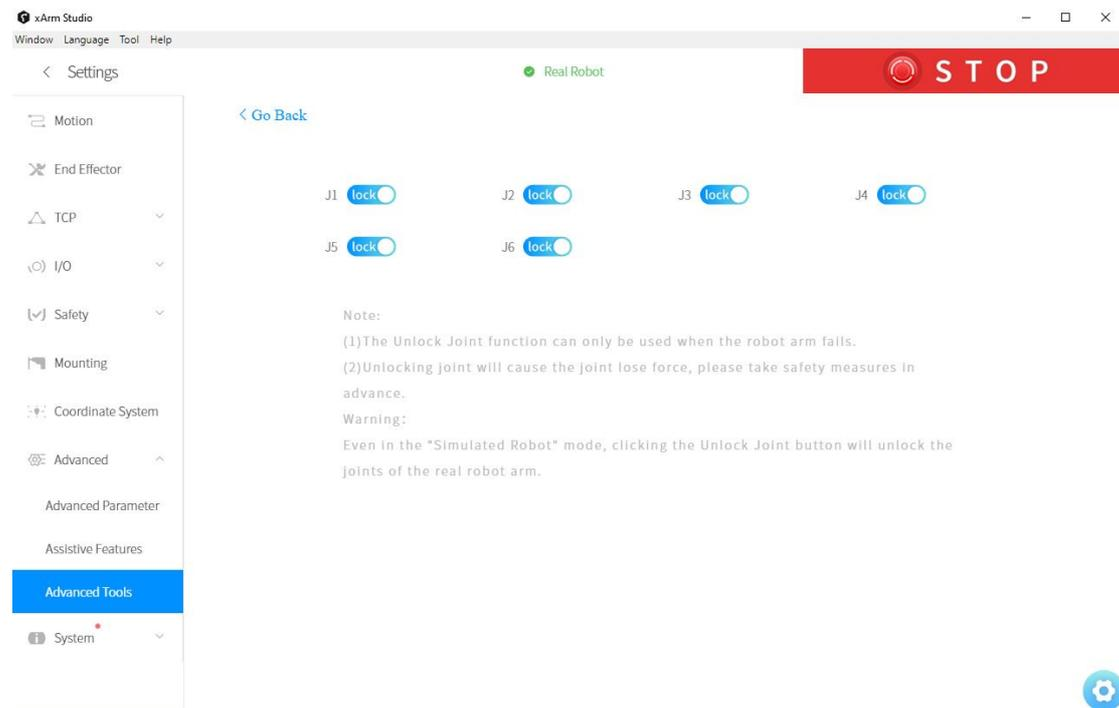 xArm Studio
Window Language Tool Help
Settings
Real Robot
STOP
Motion
End Effector
TCP
I/O
Safety
Mounting
Coordinate System
Advanced
Advanced Parameter
Assistive Features
Advanced Tools
System
< Go Back
J1 lock J2 lock J3 lock J4 lock
J5 lock J6 lock
Note:
(1)The Unlock Joint function can only be used when the robot arm fails.
(2)Unlocking joint will cause the joint lose force, please take safety measures in
advance.
Warning:
Even in the "Simulated Robot" mode, clicking the Unlock Joint button will unlock the
joints of the real robot arm.